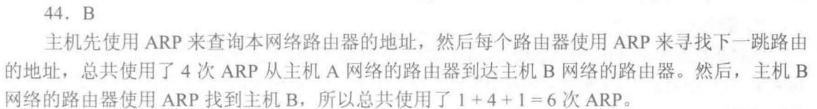 44．B
主机先使用 ARP 来查询本网络路由器的地址，然后每个路由器使用 ARP 来寻找下一跳路由
的地址，总共使用了 4 次 ARP 从主机 A 网络的路由器到达主机 B 网络的路由器。然后，主机 B
网络的路由器使用 ARP 找到主机 B，所以总共使用了 1 + 4 + 1 = 6 次 ARP。